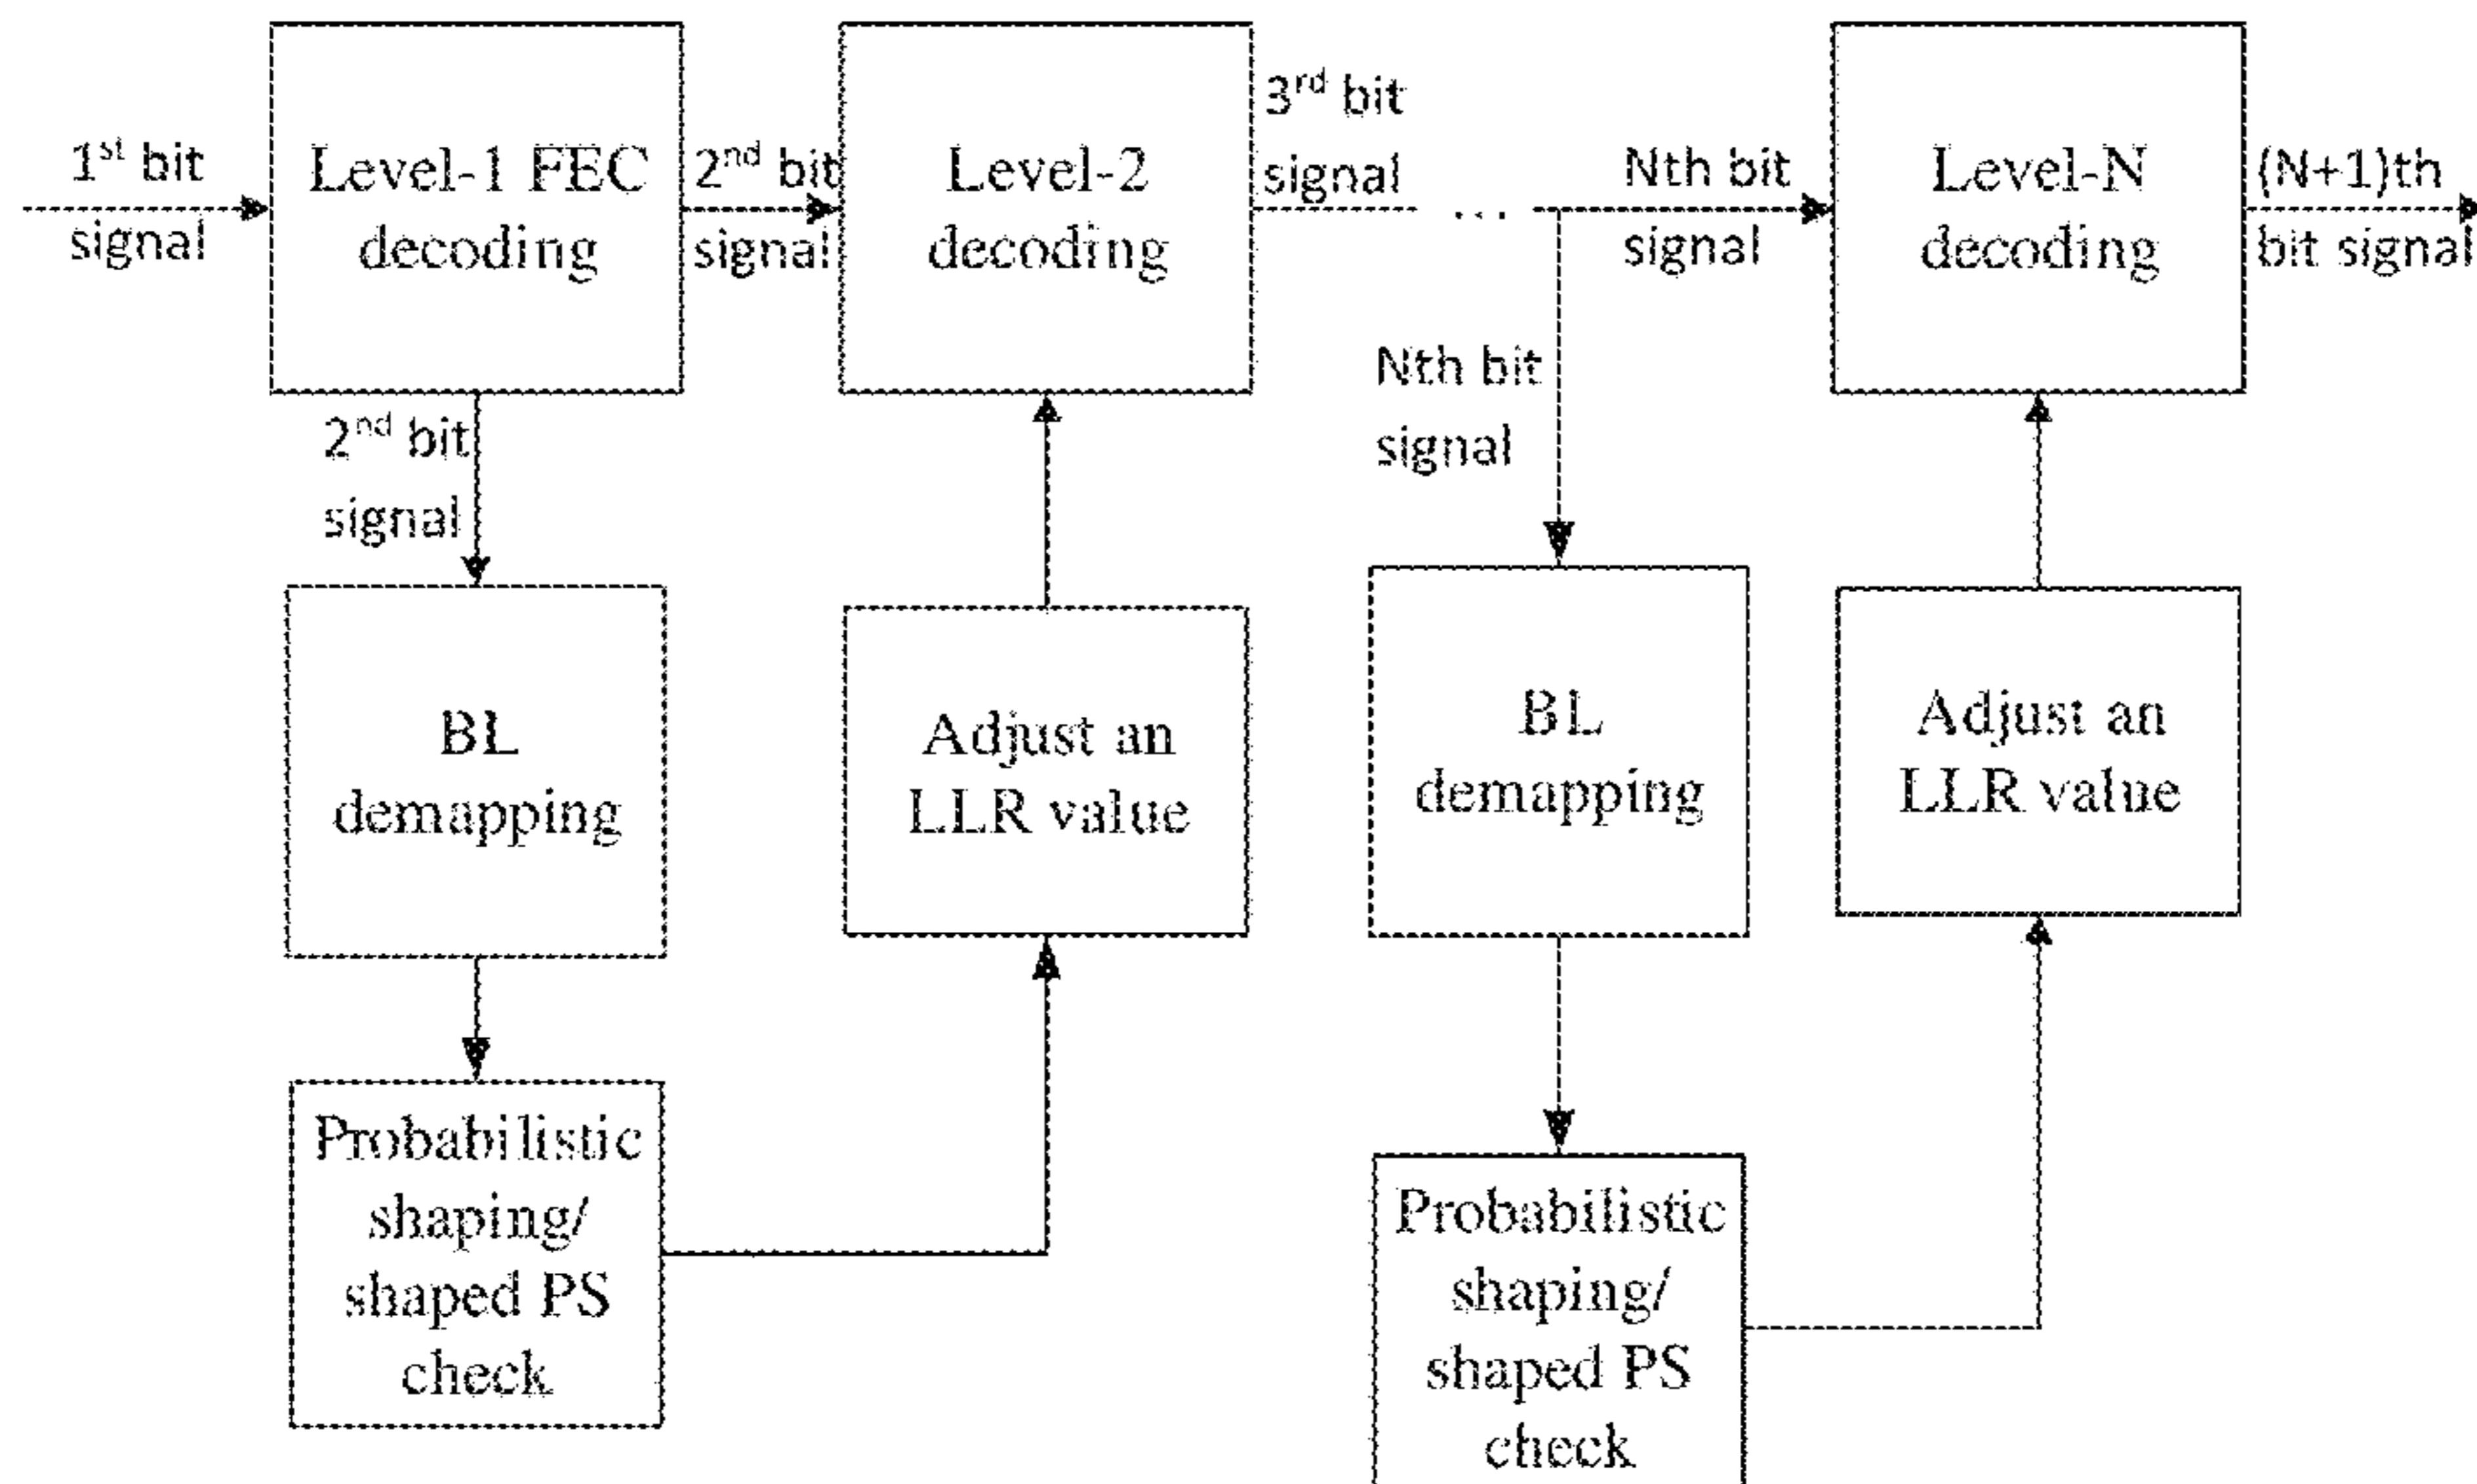 1st bit
signal
Level-1 FEC
decoding
2nd bit
signal
Level-2
decoding
3rd bit
signal
...
Nth bit
signal
Level-N
decoding
(N+1)th
bit signal
2nd bit
signal
Nth bit
signal
BL
demapping
Adjust an
LLR value
BL
demapping
Adjust an
LLR value
Probabilistic
shaping/
shaped PS
check
Probabilistic
shaping/
shaped PS
check